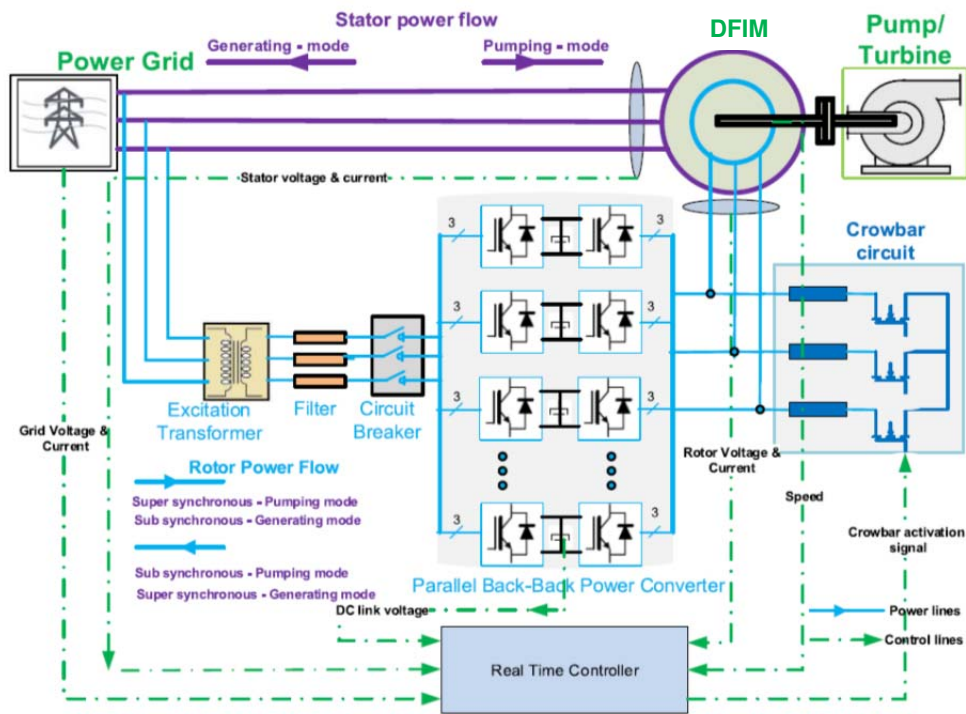 Stator power flow
Generating - mode
Pumping - mode
DFIM
Pump/
Turbine
Power Grid
Stator voltage & current
3
3
Crowbar
circuit
3
3
3
3
3
3
Excitation
Transformer
Filter
Circuit
Breaker
Grid Voltage &
Current
Rotor Voltage &
Current
Rotor Power Flow
Speed
Super synchronous - Pumping mode
Sub synchronous - Generating mode
Crowbar activation
signal
Sub synchronous - Pumping mode
Super synchronous - Generating mode
Parallel Back-Back Power Converter
DC link voltage
Power lines
Control lines
Real Time Controller